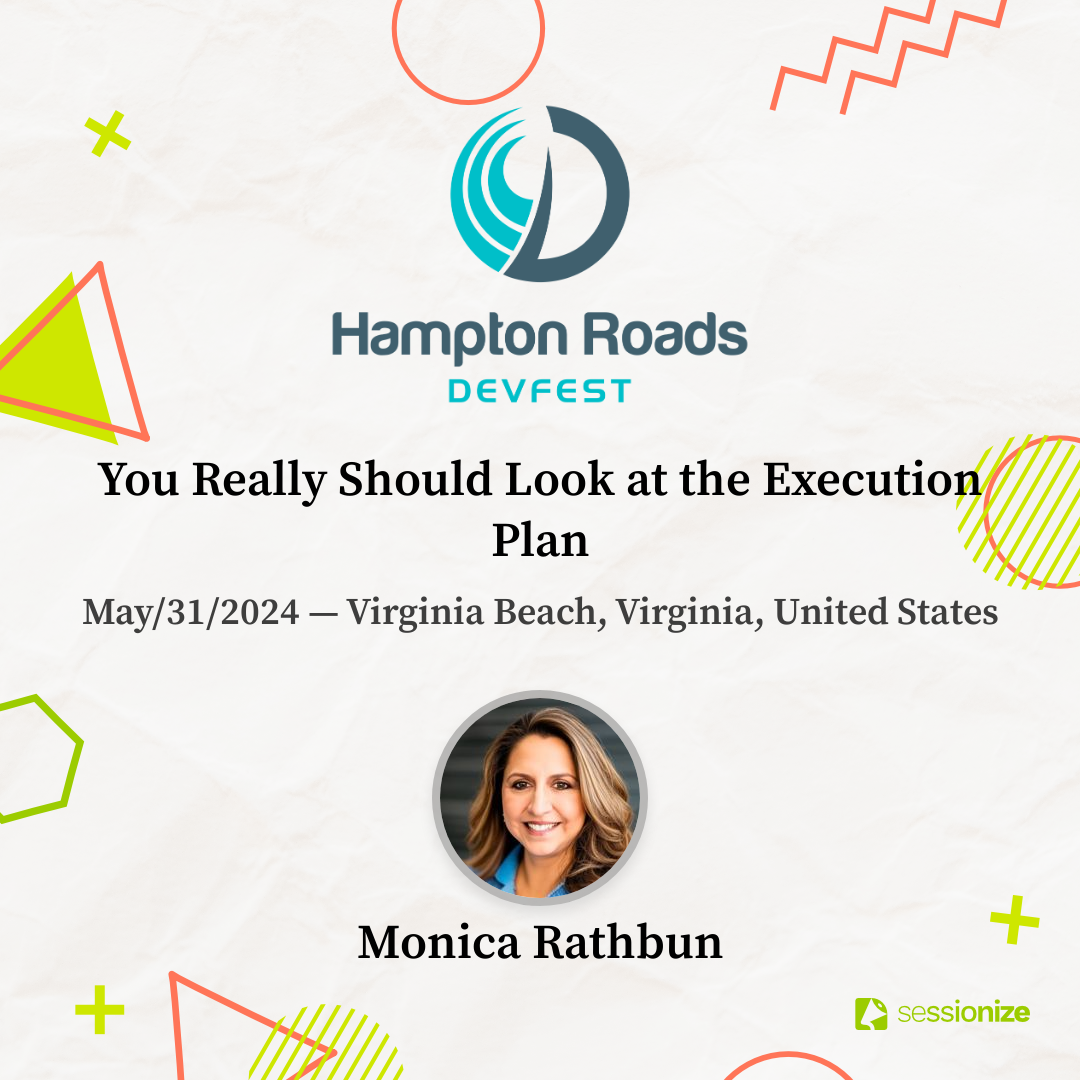 Hampton Roads
DEVFEST
You Really Should Look at the Execution
Plan
May/31/2024 — Virginia Beach, Virginia, United States
Monica Rathbun
sessionize